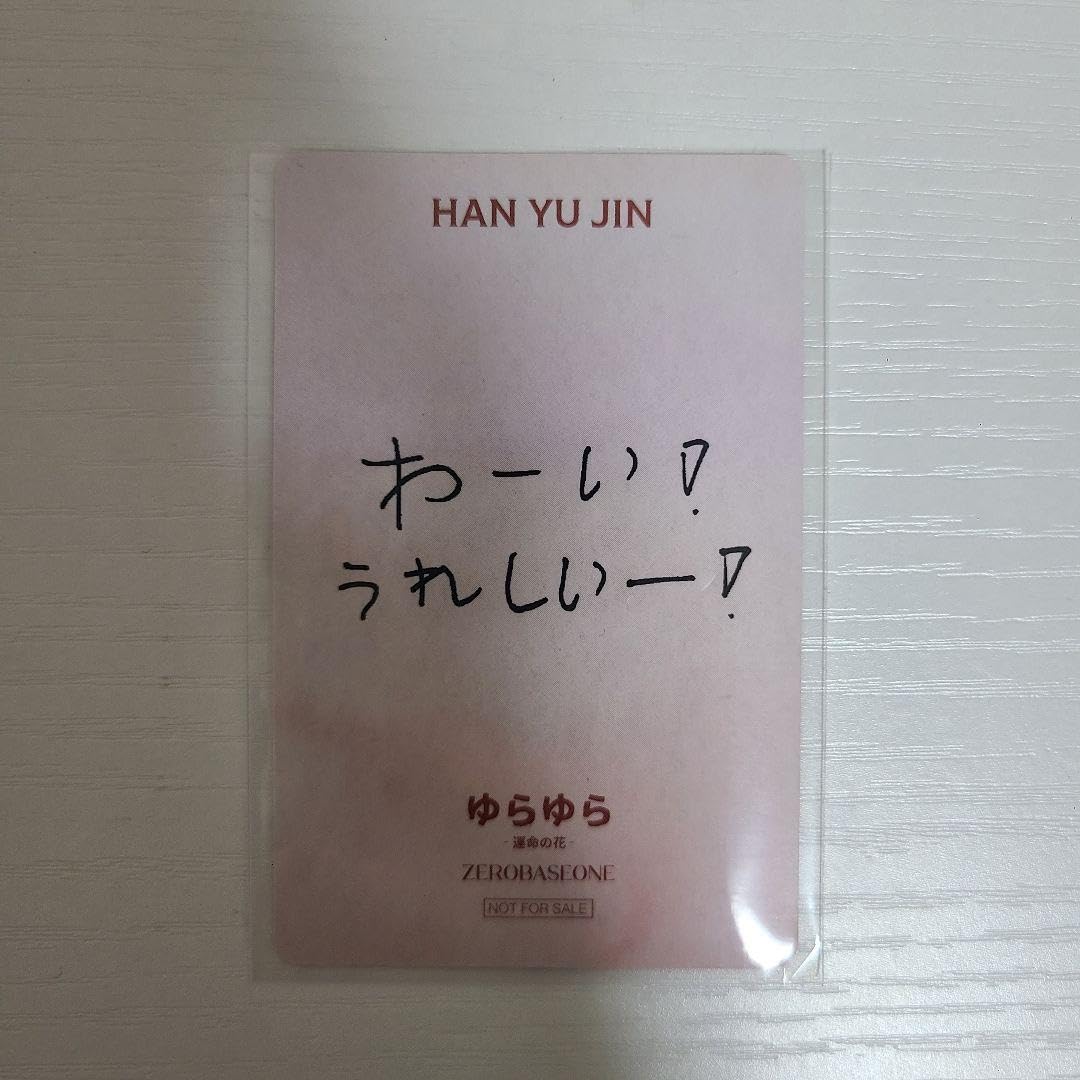 HAN YU JIN
わーい！
うれしいー！
ゆらゆら
-運命の花-
ZEROBASEONE
NOT FOR SALE